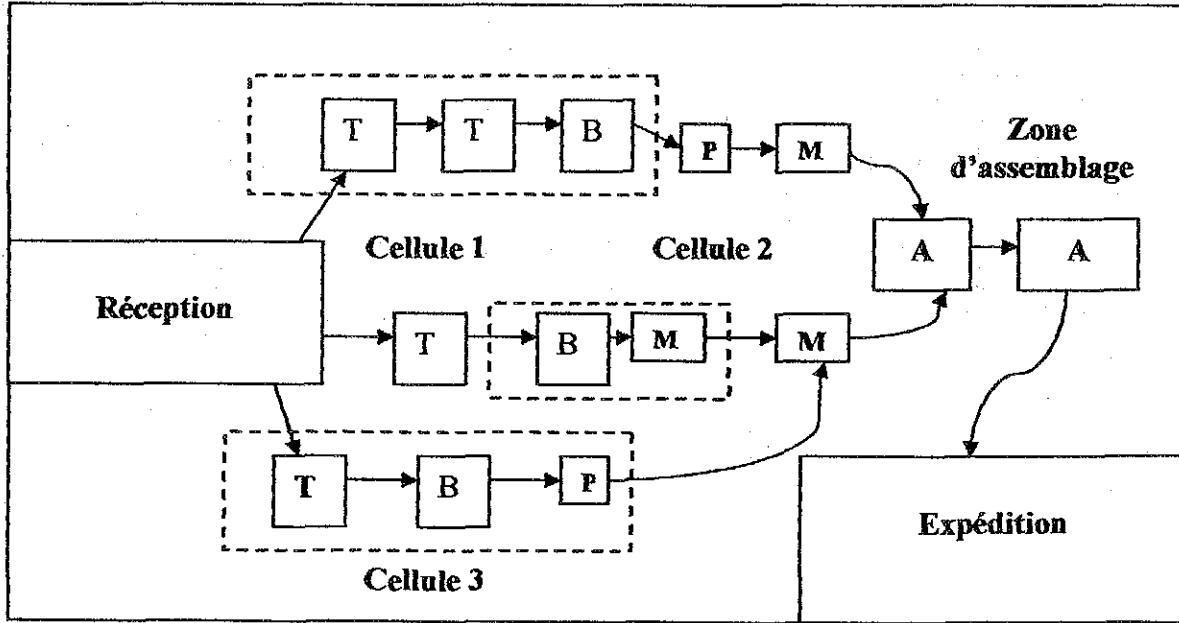 T
T
B
P
M
Zone
d'assemblage
Cellule 1
Cellule 2
A
A
Réception
T
B
M
M
T
B
P
Expédition
Cellule 3